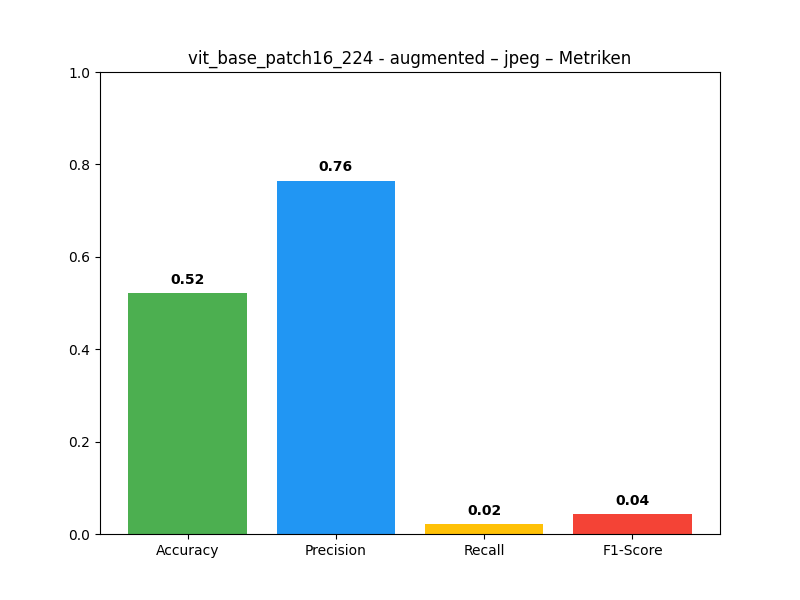 vit_base_patch16_224 - augmented – jpeg – Metriken
1.0
0.8
0.6
0.4
0.2
0.0
0.52
0.76
0.02
0.04
Accuracy
Precision
Recall
F1-Score